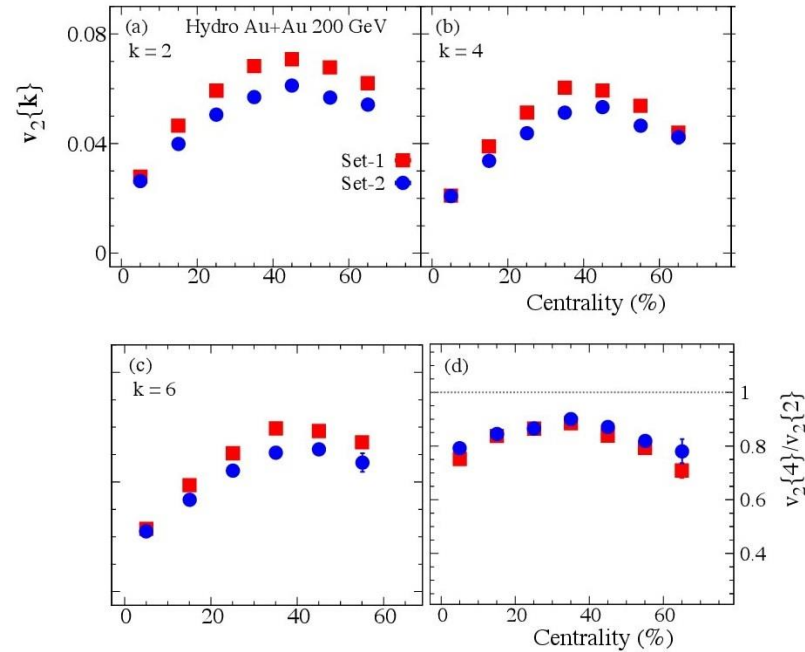 (a) Hydro Au+Au 200 GeV
k = 2
(b)
k = 4
0.08
0.04
0
v₂{k}
Set-1
Set-2
0 20 40 60
0 20 40 60
Centrality (%)
(c)
k = 6
(d)
1
0.8
0.6
0.4
v₂{4}/v₂{2}
0 20 40 60
0 20 40 60
Centrality (%)